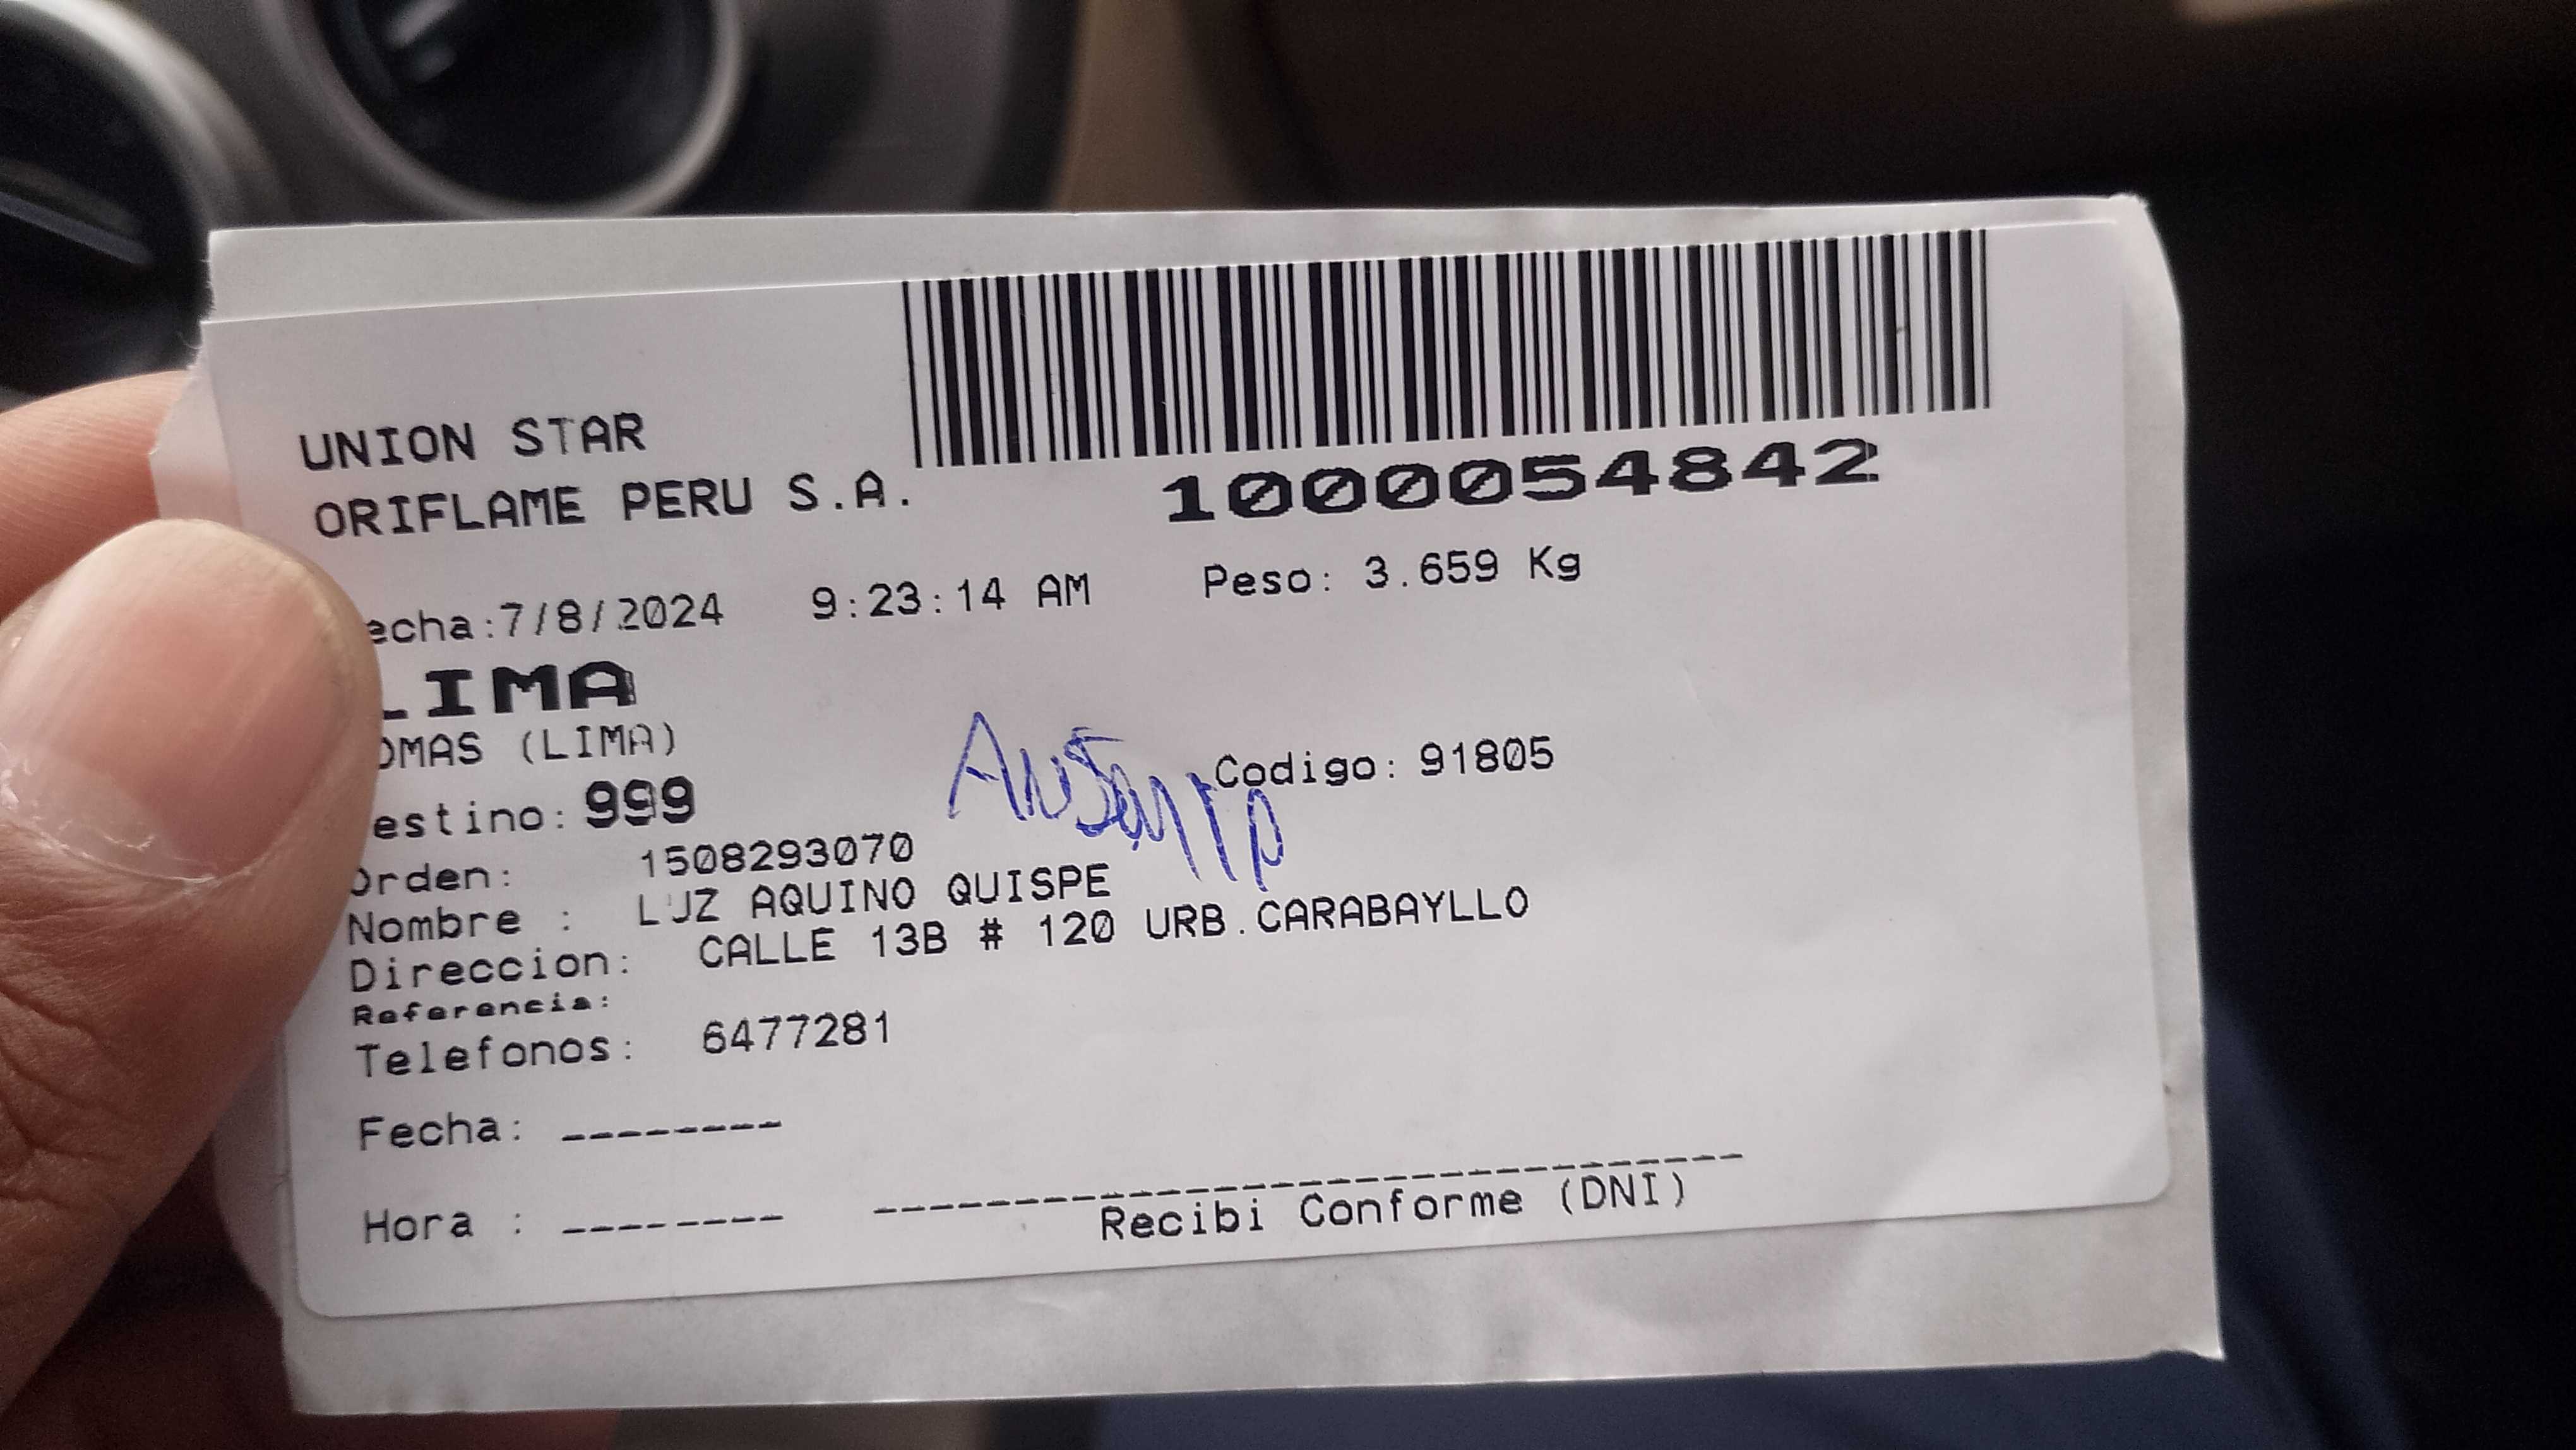 UNION STAR
ORIFLAME PERU S.A.
1000054842
echa:7/8/2024 9:23:14 AM Peso: 3.659 Kg
LIMA
OMAS (LIMA)
Codigo: 91805
estino: 999
Orden: 1508293070
Nombre : LUZ AQUINO QUISPE
Direccion: CALLE 13B # 120 URB.CARABAYLLO
Referencia:
Telefonos: 6477281
Fecha: --------
Hora : --------
Recibi Conforme (DNI)